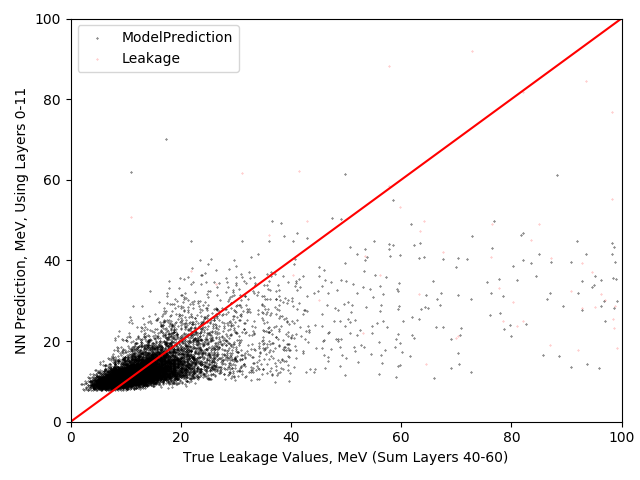 100
80
60
40
20
0
NN Prediction, MeV, Using Layers 0-11
ModelPrediction
Leakage
0 20 40 60 80 100
True Leakage Values, MeV (Sum Layers 40-60)